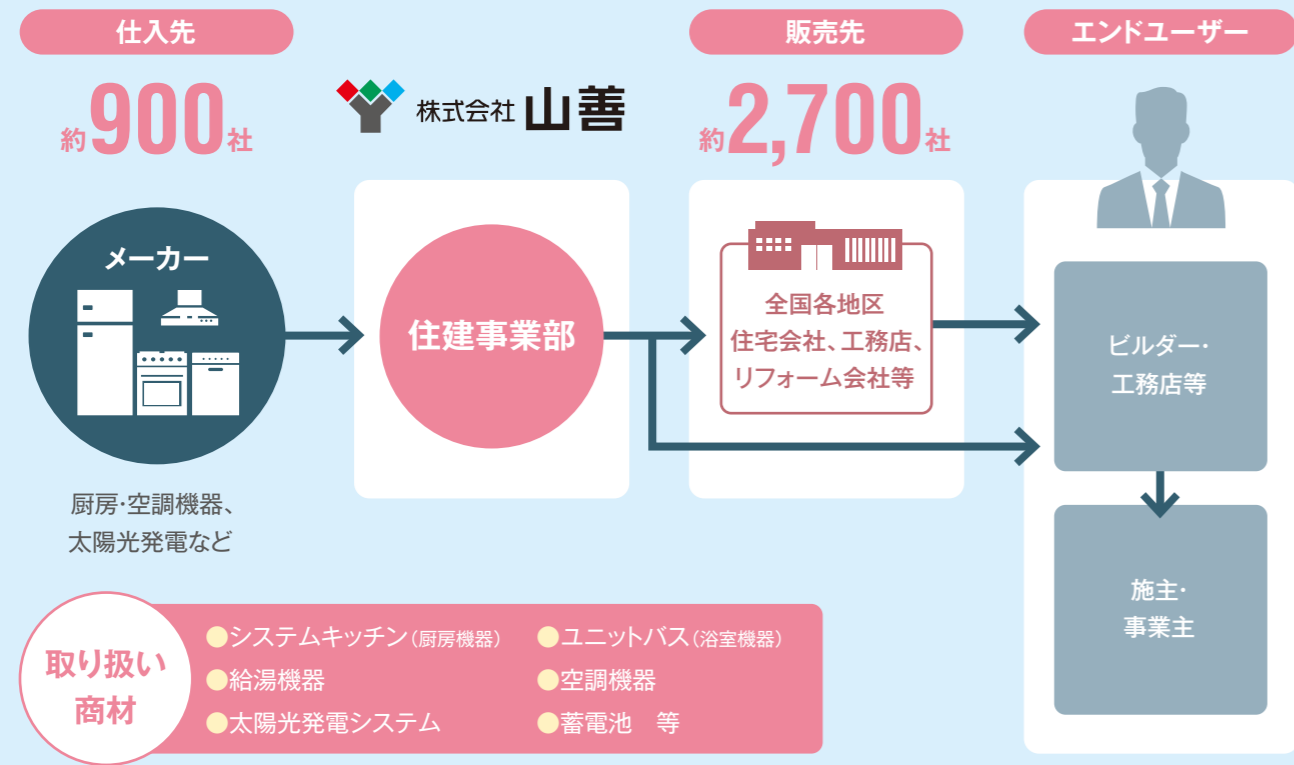 仕入先
約900社
メーカー
厨房・空調機器、
太陽光発電など
株式会社 山善
住建事業部
販売先
約2,700社
全国各地区
住宅会社、工務店、
リフォーム会社等
エンドユーザー
ビルダー・
工務店等
施主・
事業主
取り扱い
商材
●システムキッチン（厨房機器）
●ユニットバス（浴室機器）
●給湯機器
●空調機器
●太陽光発電システム
●蓄電池　等